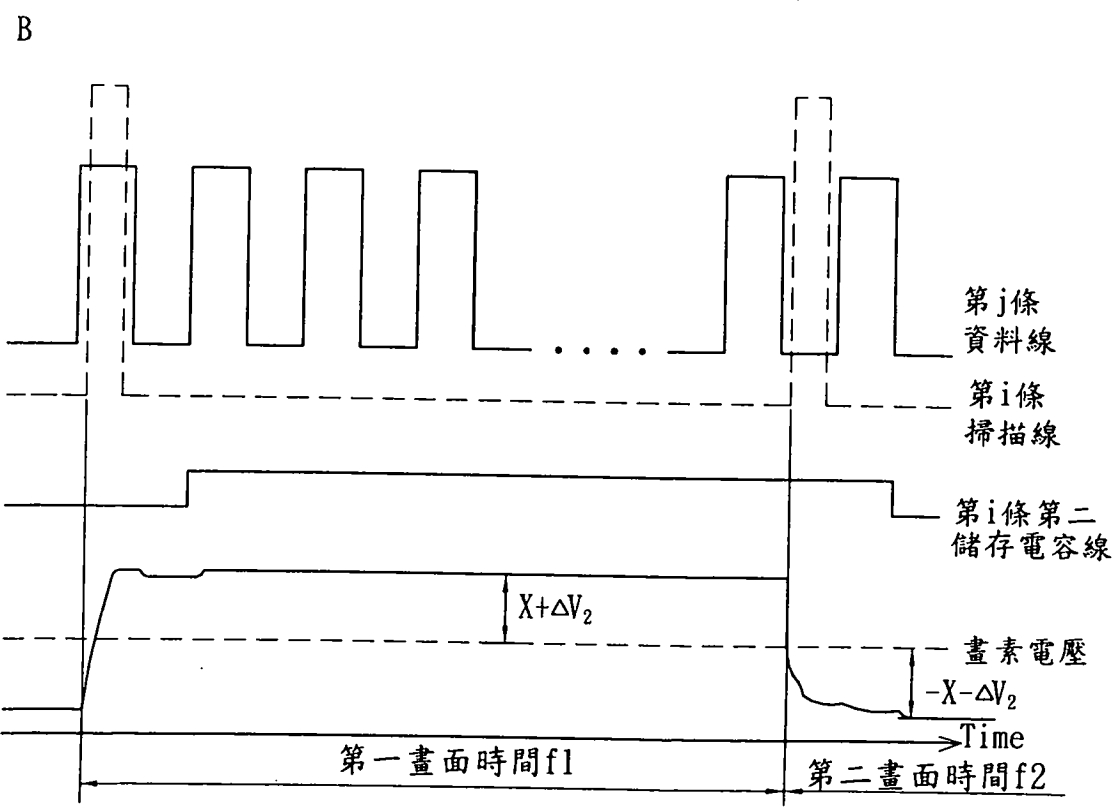 B
第j條
資料線
第i條
掃描線
第i條第二
儲存電容線
X+△V₂
畫素電壓
-X-△V₂
Time
第一畫面時間f1
第二畫面時間f2